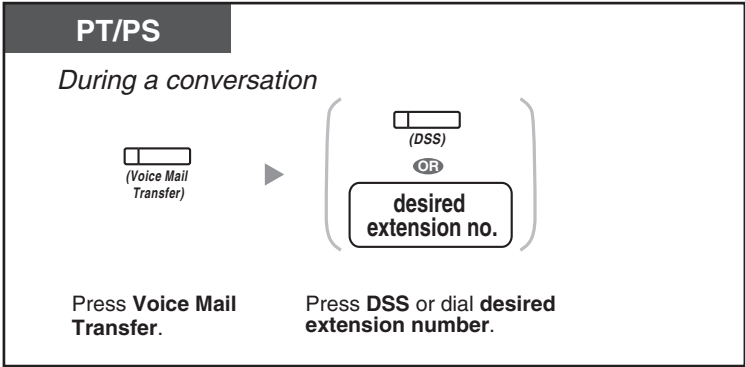 PT/PS
During a conversation
(Voice Mail
Transfer)
(DSS)
OR
desired
extension no.
Press Voice Mail
Transfer.
Press DSS or dial desired
extension number.